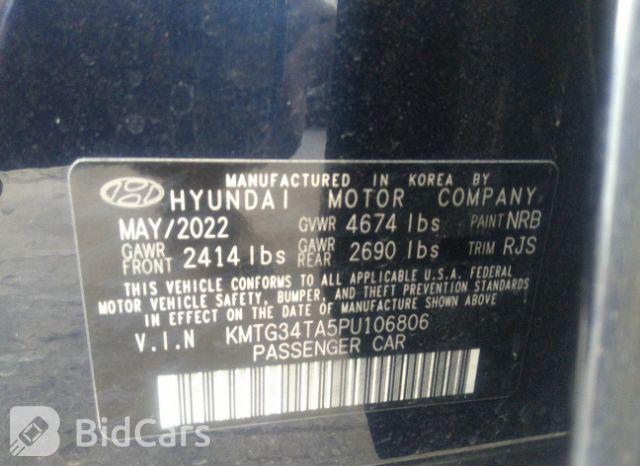 MANUFACTURED IN KOREA BY
HYUNDAI MOTOR COMPANY
MAY/2022 GVWR 4674 lbs PAINT NRB
GAWR FRONT 2414 lbs GAWR REAR 2690 lbs TRIM RJS
THIS VEHICLE CONFORMS TO ALL APPLICABLE U.S.A. FEDERAL
MOTOR VEHICLE SAFETY, BUMPER, AND THEFT PREVENTION STANDARDS
IN EFFECT ON THE DATE OF MANUFACTURE SHOWN ABOVE
V.I.N KMTG34TA5PU106806
PASSENGER CAR
BidCars